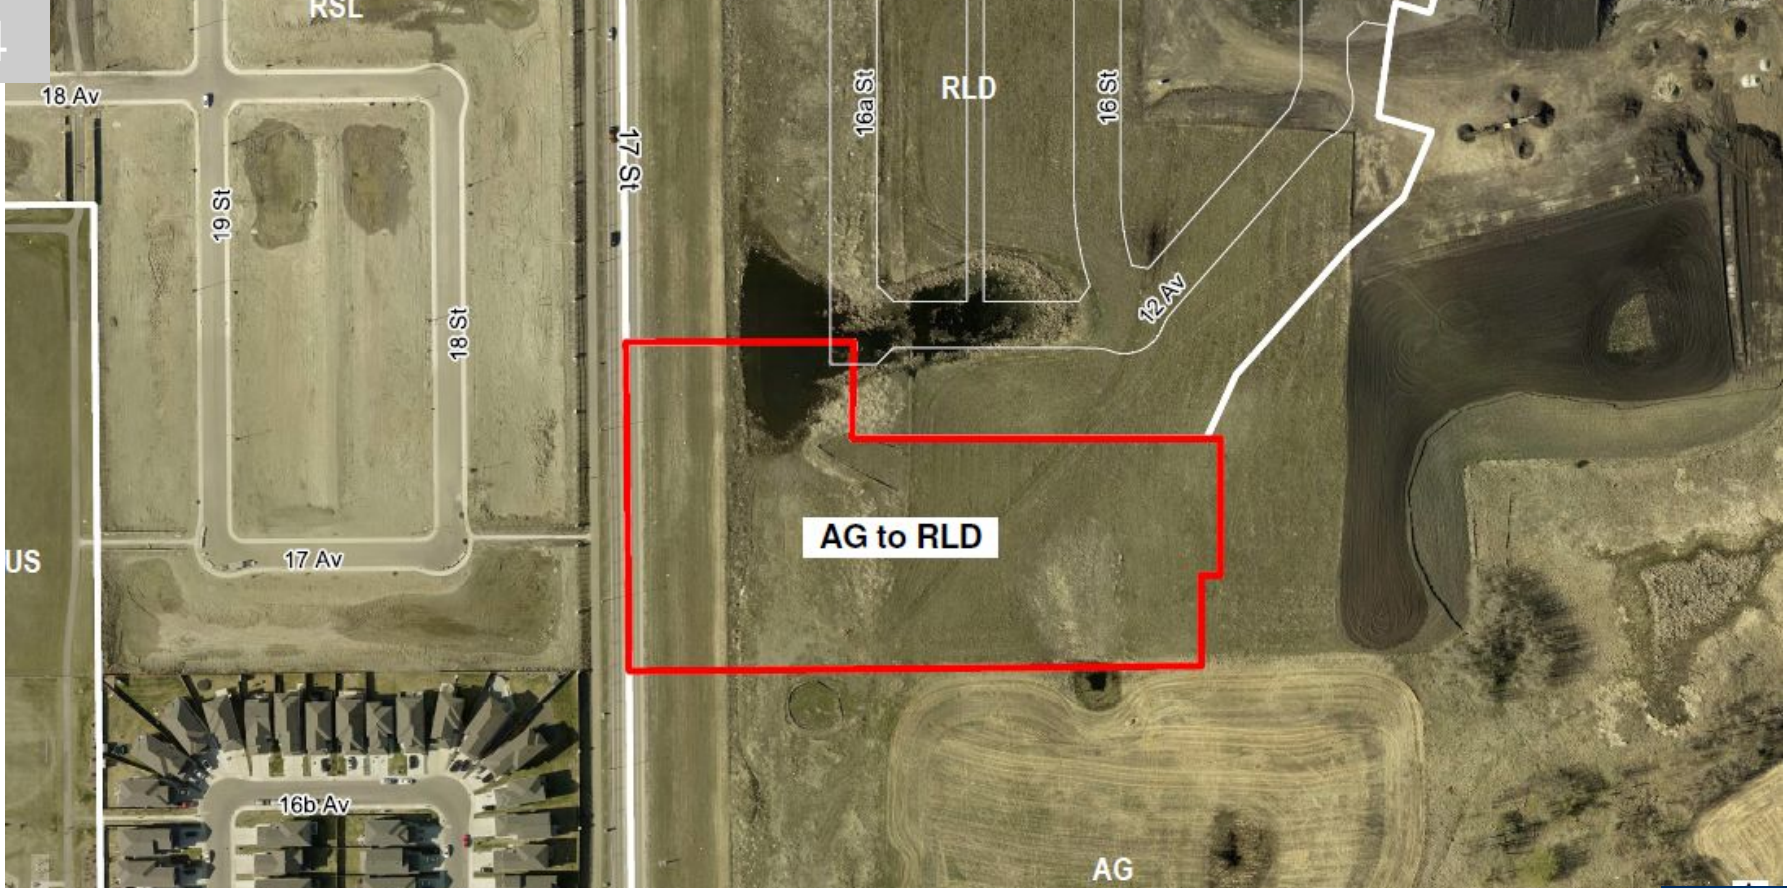 RSL
18 Av
19 St
18 St
17 St
16a St
RLD
16 St
12 Av
AG to RLD
US
17 Av
16b Av
AG